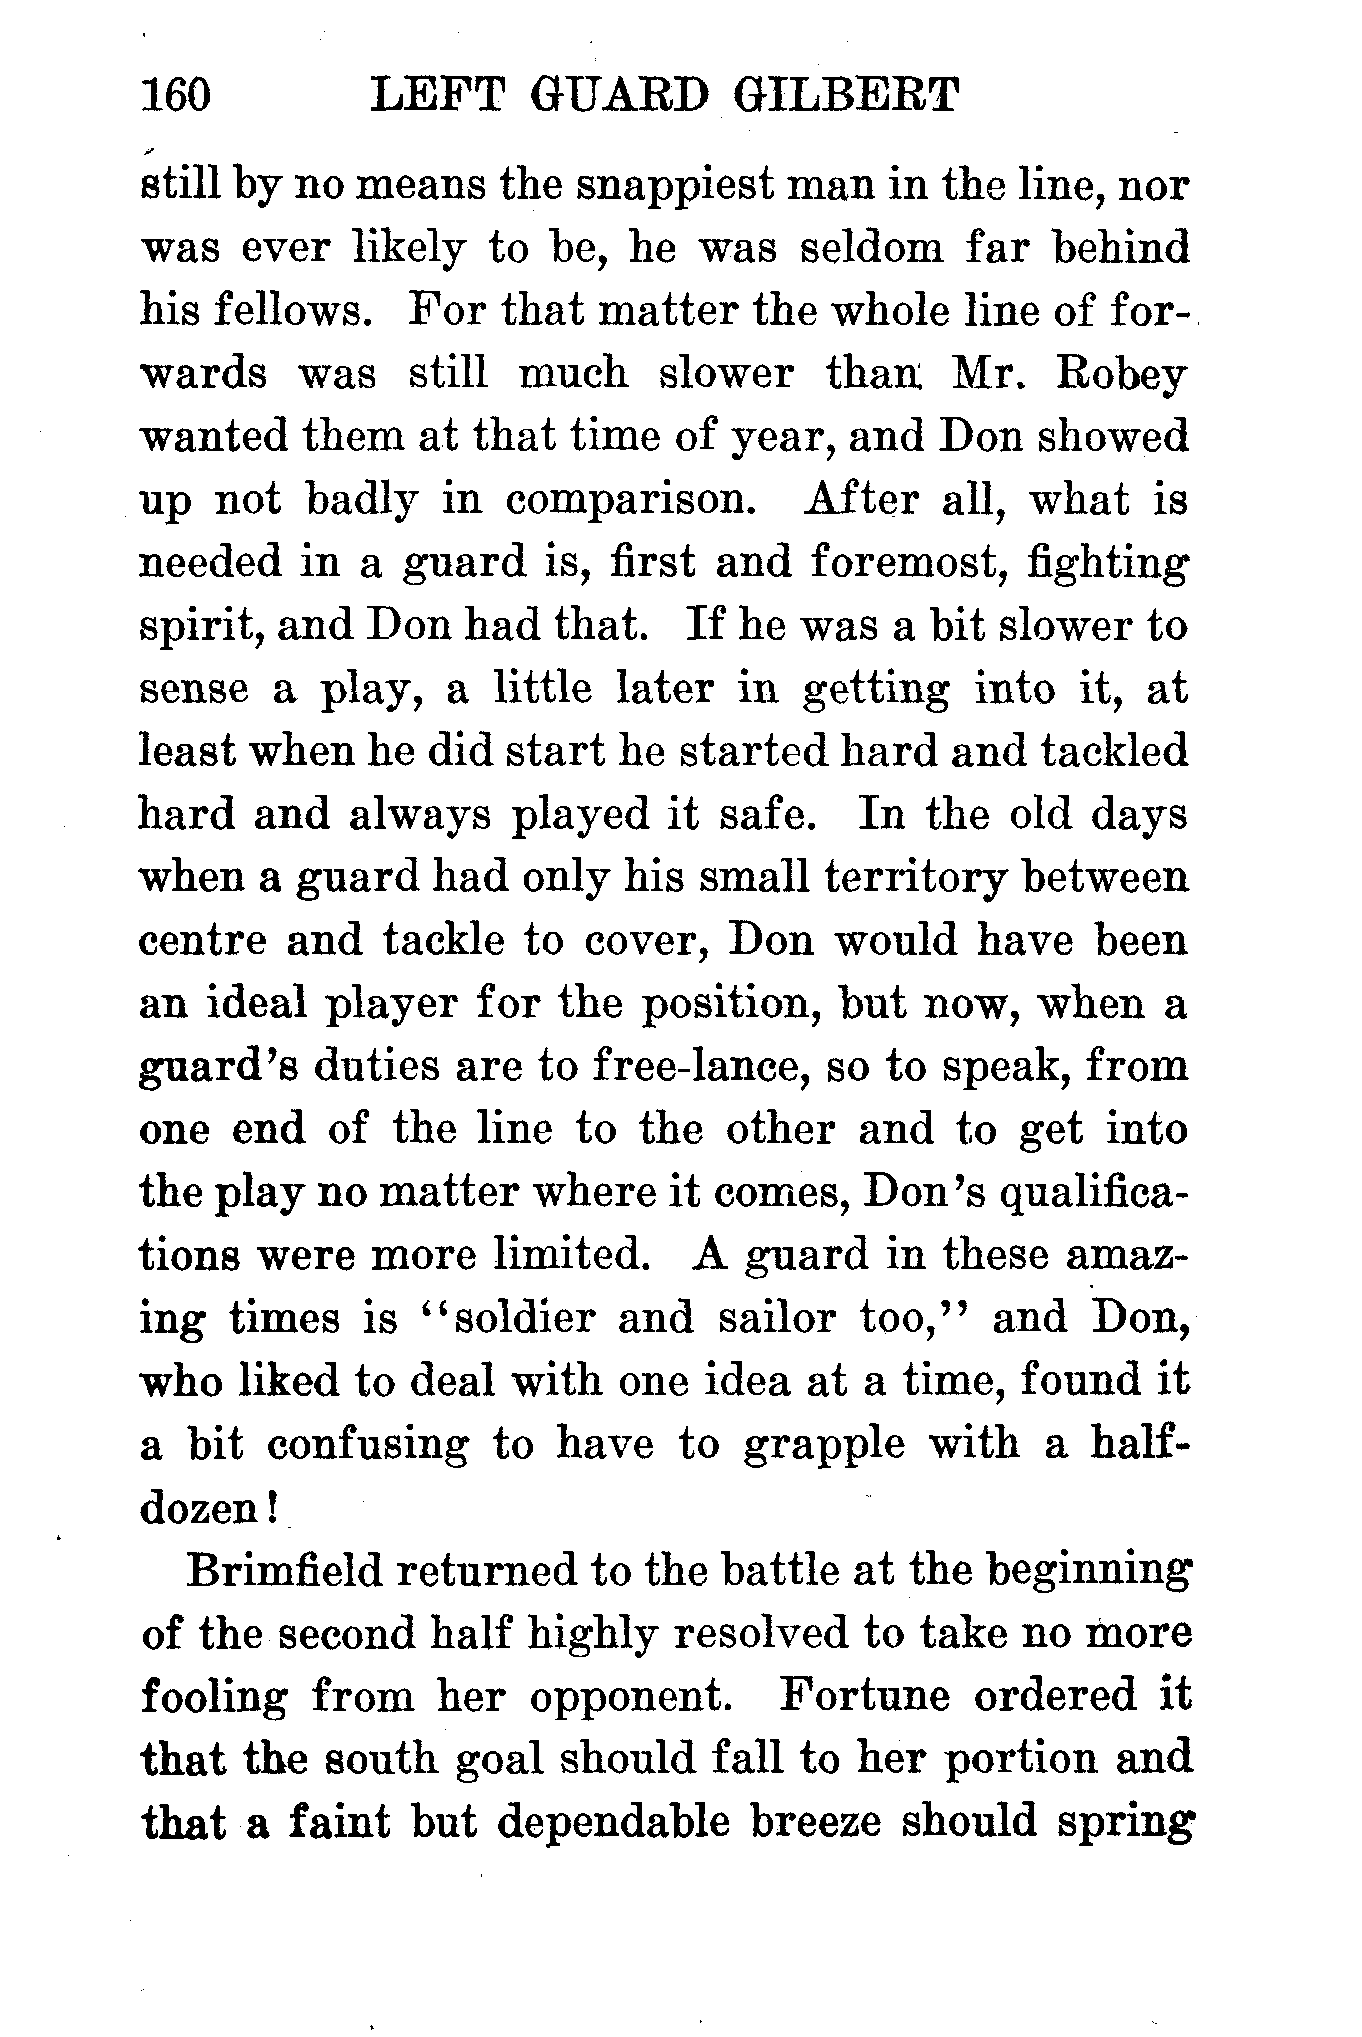 160 LEFT GUARD GILBERT
still by no means the snappiest man in the line, nor
was ever likely to be, he was seldom far behind
his fellows. For that matter the whole line of for-
wards was still much slower than Mr. Robey
wanted them at that time of year, and Don showed
up not badly in comparison. After all, what is
needed in a guard is, first and foremost, fighting
spirit, and Don had that. If he was a bit slower to
sense a play, a little later in getting into it, at
least when he did start he started hard and tackled
hard and always played it safe. In the old days
when a guard had only his small territory between
centre and tackle to cover, Don would have been
an ideal player for the position, but now, when a
guard's duties are to free-lance, so to speak, from
one end of the line to the other and to get into
the play no matter where it comes, Don's qualifica-
tions were more limited. A guard in these amaz-
ing times is "soldier and sailor too," and Don,
who liked to deal with one idea at a time, found it
a bit confusing to have to grapple with a half-
dozen!
Brimfield returned to the battle at the beginning
of the second half highly resolved to take no more
fooling from her opponent. Fortune ordered it
that the south goal should fall to her portion and
that a faint but dependable breeze should spring